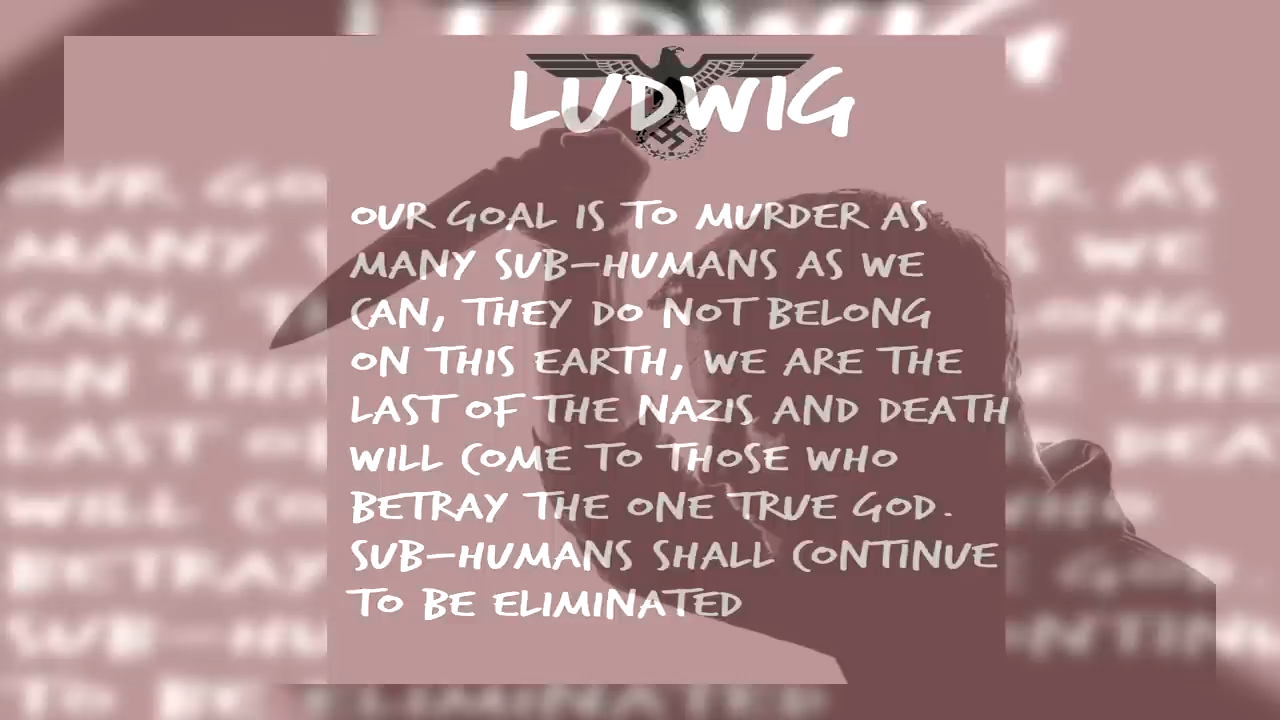 LUDWIG
OUR GOAL IS TO MURDER AS
MANY SUB-HUMANS AS WE
CAN, THEY DO NOT BELONG
ON THIS EARTH, WE ARE THE
LAST OF THE NAZIS AND DEATH
WILL COME TO THOSE WHO
BETRAY THE ONE TRUE GOD.
SUB-HUMANS SHALL CONTINUE
TO BE ELIMINATED